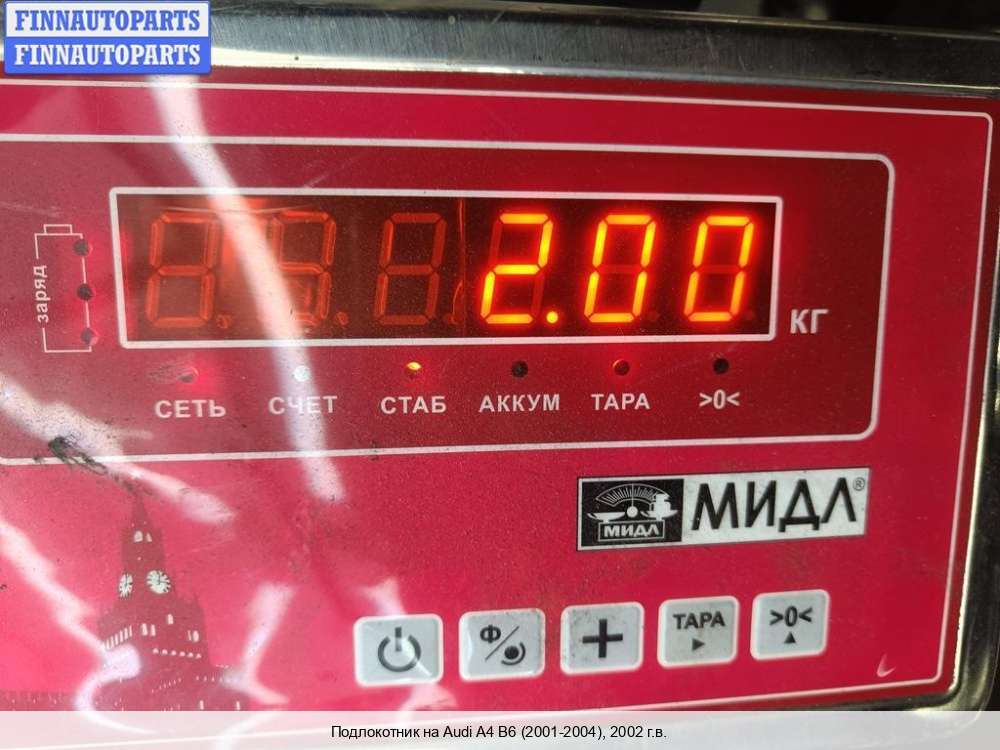 FINNAUTOPARTS
FINNAUTOPARTS
заряд
2.00
КГ
СЕТЬ СЧЕТ СТАБ АККУМ ТАРА >0<
МИДЛ МИДЛ®
Ф
ТАРА >0<
Подлокотник на Audi A4 B6 (2001-2004), 2002 г.в.